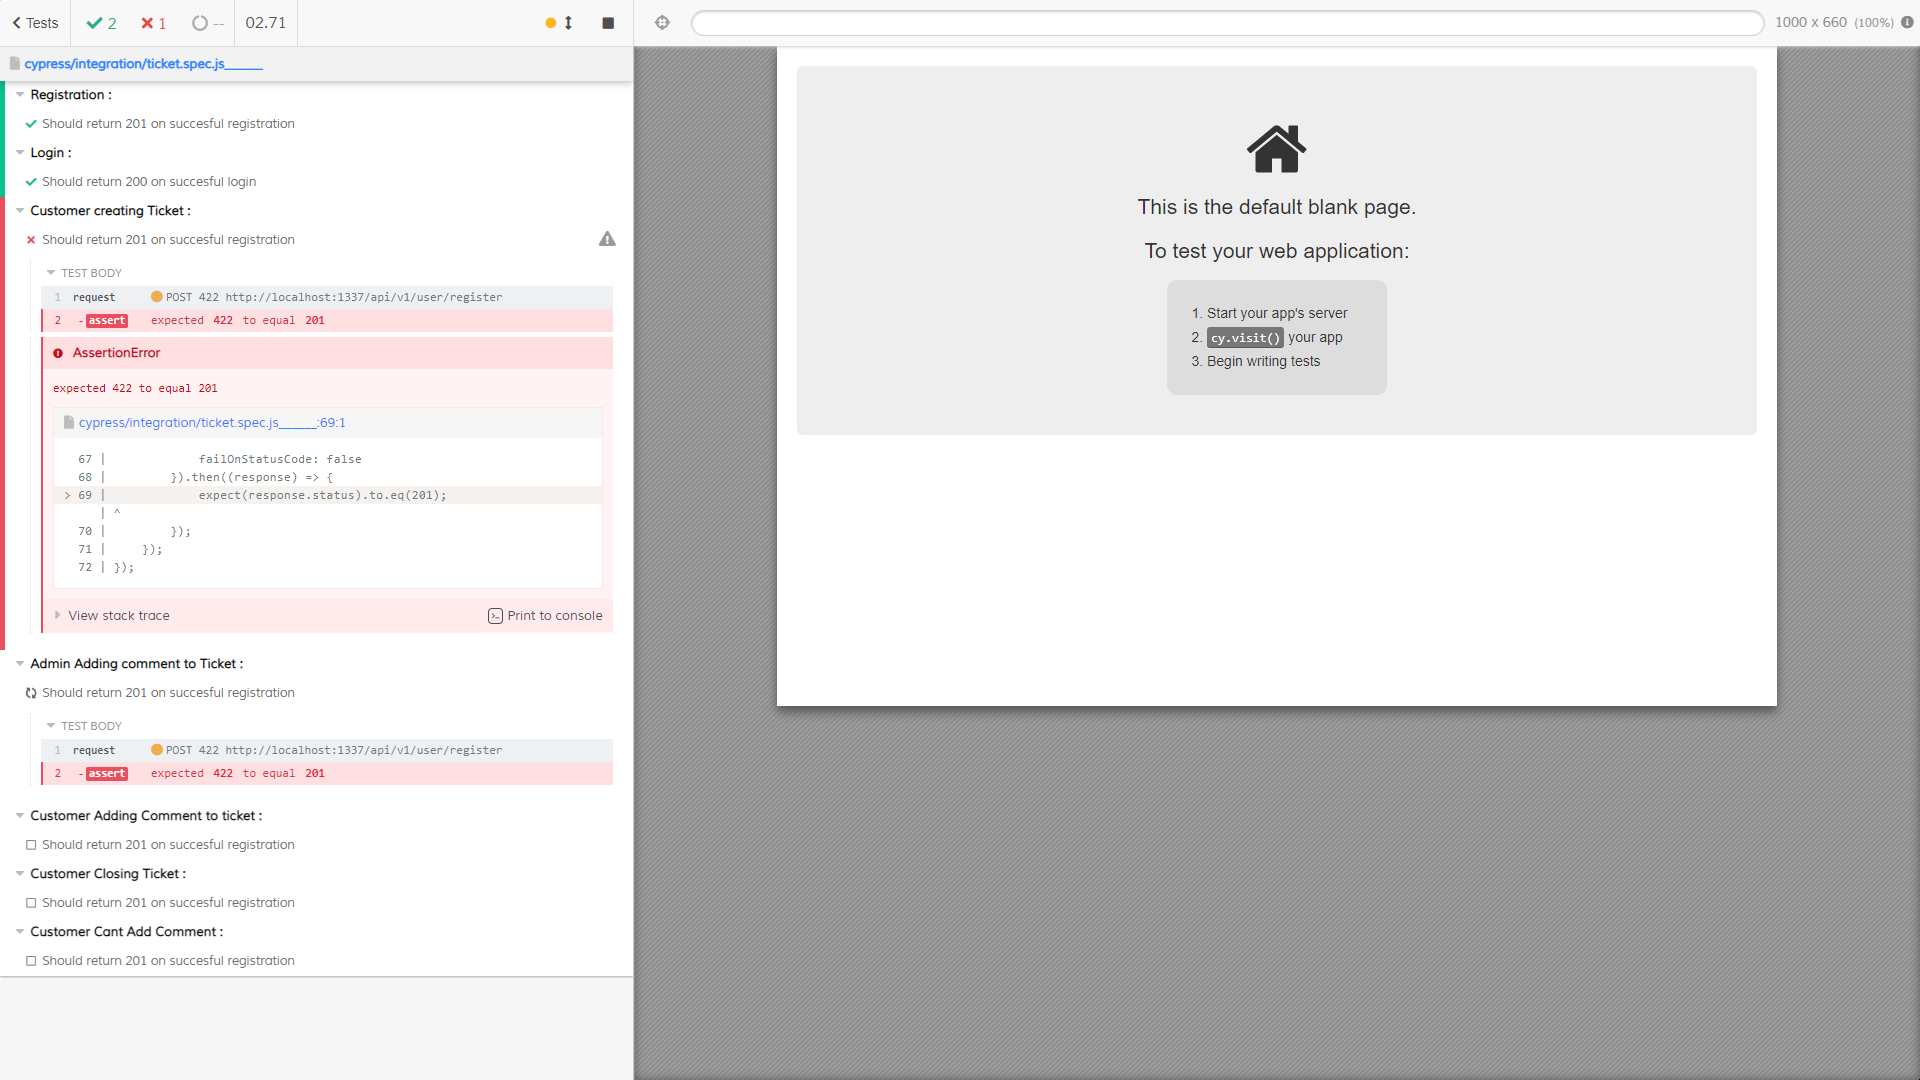 Tests
2
1
--
02.71
1000 x 660 (100%)
cypress/integration/ticket.spec.js______
Registration :
Should return 201 on succesful registration
Login :
Should return 200 on succesful login
Customer creating Ticket :
Should return 201 on succesful registration
TEST BODY
1 request POST 422 http://localhost:1337/api/v1/user/register
2 -assert expected 422 to equal 201
AssertionError
expected 422 to equal 201
cypress/integration/ticket.spec.js______:69:1
67 | failOnStatusCode: false
68 | }).then((response) => {
> 69 | expect(response.status).to.eq(201);
| ^
70 | });
71 | });
72 | });
View stack trace
Print to console
Admin Adding comment to Ticket :
Should return 201 on succesful registration
TEST BODY
1 request POST 422 http://localhost:1337/api/v1/user/register
2 -assert expected 422 to equal 201
Customer Adding Comment to ticket :
Should return 201 on succesful registration
Customer Closing Ticket :
Should return 201 on succesful registration
Customer Cant Add Comment :
Should return 201 on succesful registration
This is the default blank page.
To test your web application:
1. Start your app's server
2. cy.visit() your app
3. Begin writing tests